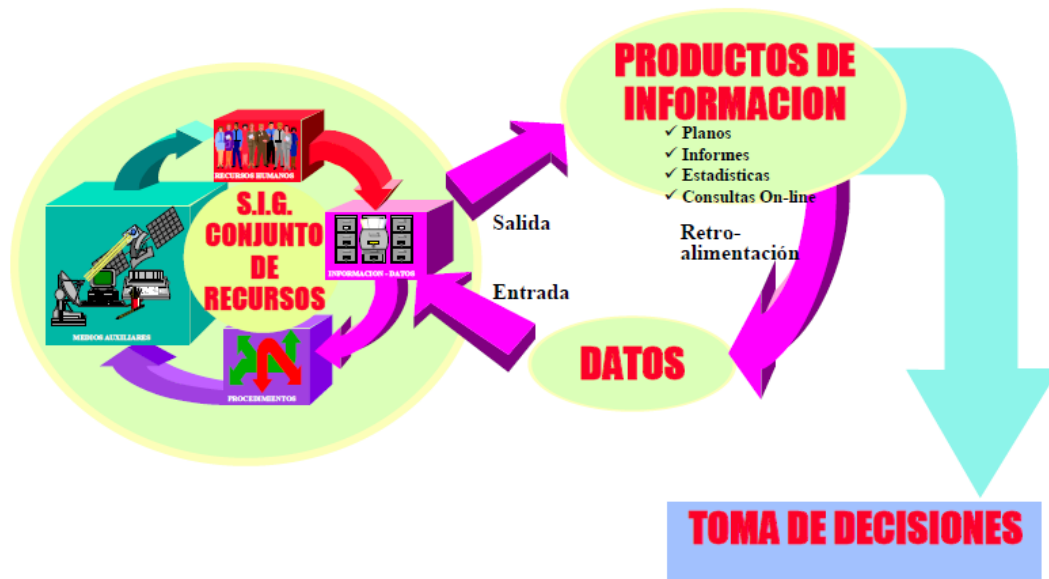 PRODUCTOS DE
INFORMACION
✓ Planos
✓ Informes
✓ Estadísticas
✓ Consultas On-line
RECURSOS HUMANOS
S.I.G.
CONJUNTO
DE
RECURSOS
INFORMACION - DATOS
MEDIOS AUXILIARES
PROCEDIMIENTOS
Salida
Entrada
Retro-
alimentación
DATOS
TOMA DE DECISIONES